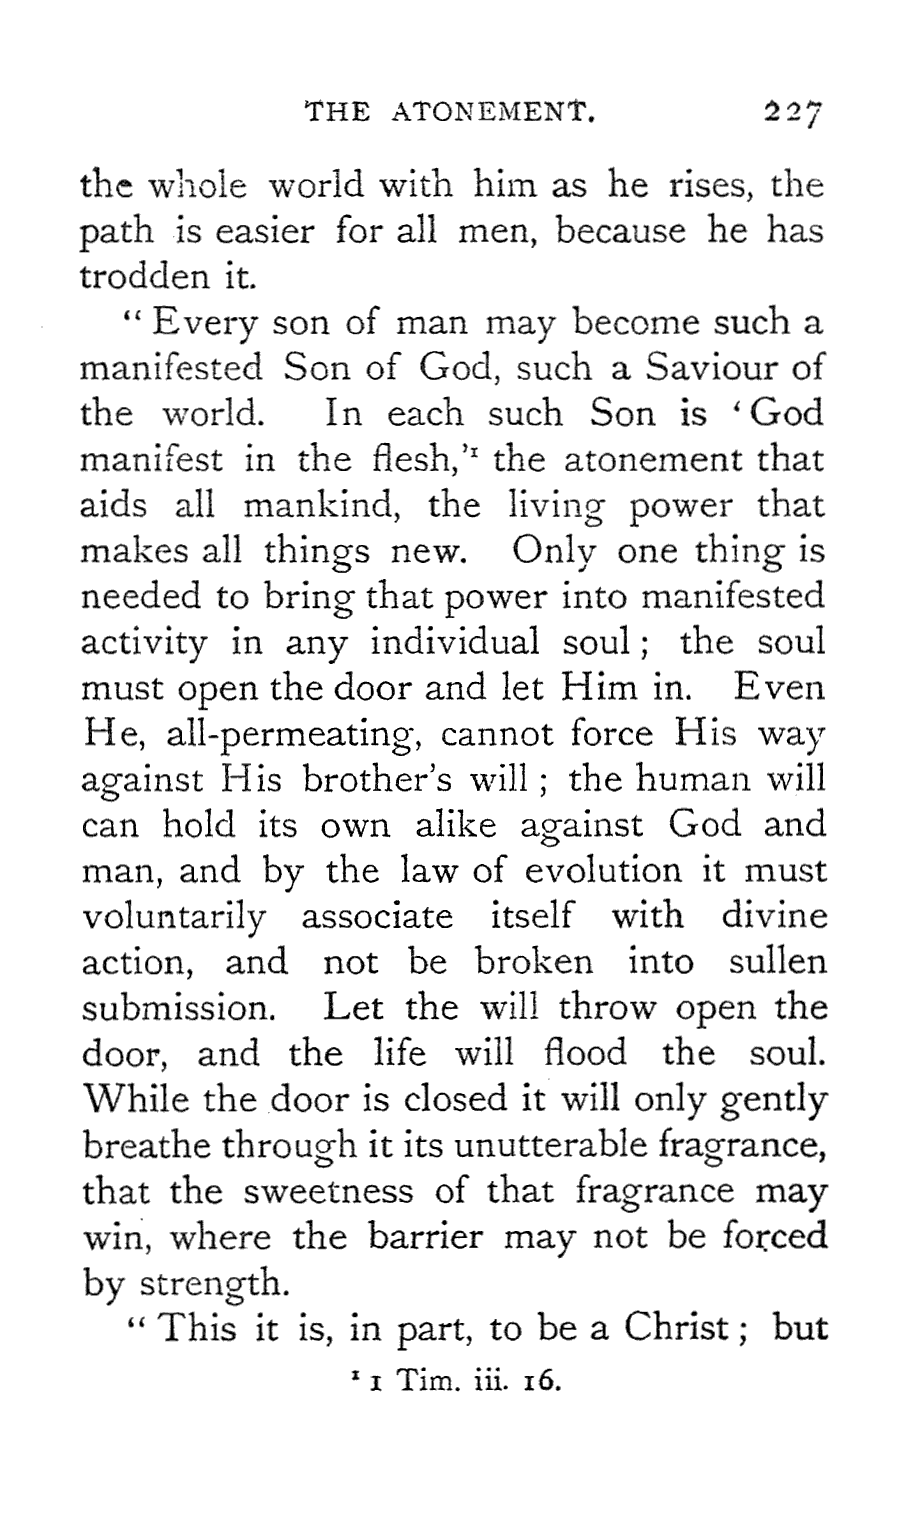 THE ATONEMENT. 227
the whole world with him as he rises, the
path is easier for all men, because he has
trodden it.
“ Every son of man may become such a
manifested Son of God, such a Saviour of
the world. In each such Son is ‘ God
manifest in the flesh,’¹ the atonement that
aids all mankind, the living power that
makes all things new. Only one thing is
needed to bring that power into manifested
activity in any individual soul ; the soul
must open the door and let Him in. Even
He, all-permeating, cannot force His way
against His brother’s will ; the human will
can hold its own alike against God and
man, and by the law of evolution it must
voluntarily associate itself with divine
action, and not be broken into sullen
submission. Let the will throw open the
door, and the life will flood the soul.
While the door is closed it will only gently
breathe through it its unutterable fragrance,
that the sweetness of that fragrance may
win, where the barrier may not be forced
by strength.
“ This it is, in part, to be a Christ ; but
¹ 1 Tim. iii. 16.